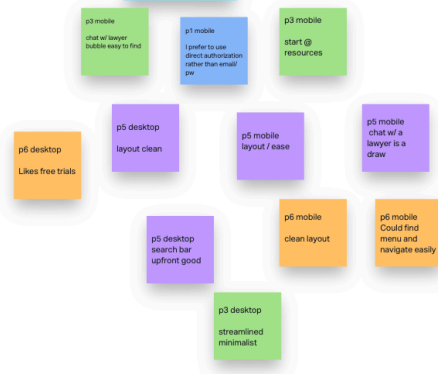 p3 mobile
chat w/ lawyer
bubble easy to find
p1 mobile
I prefer to use
direct authorization
rather than email/
pw
p3 mobile
start @
resources
p5 desktop
layout clean
p5 mobile
layout / ease
p5 mobile
chat w/ a
lawyer is a
draw
p6 desktop
Likes free trials
p5 desktop
search bar
upfront good
p6 mobile
clean layout
p6 mobile
Could find
menu and
navigate easily
p3 desktop
streamlined
minimalist